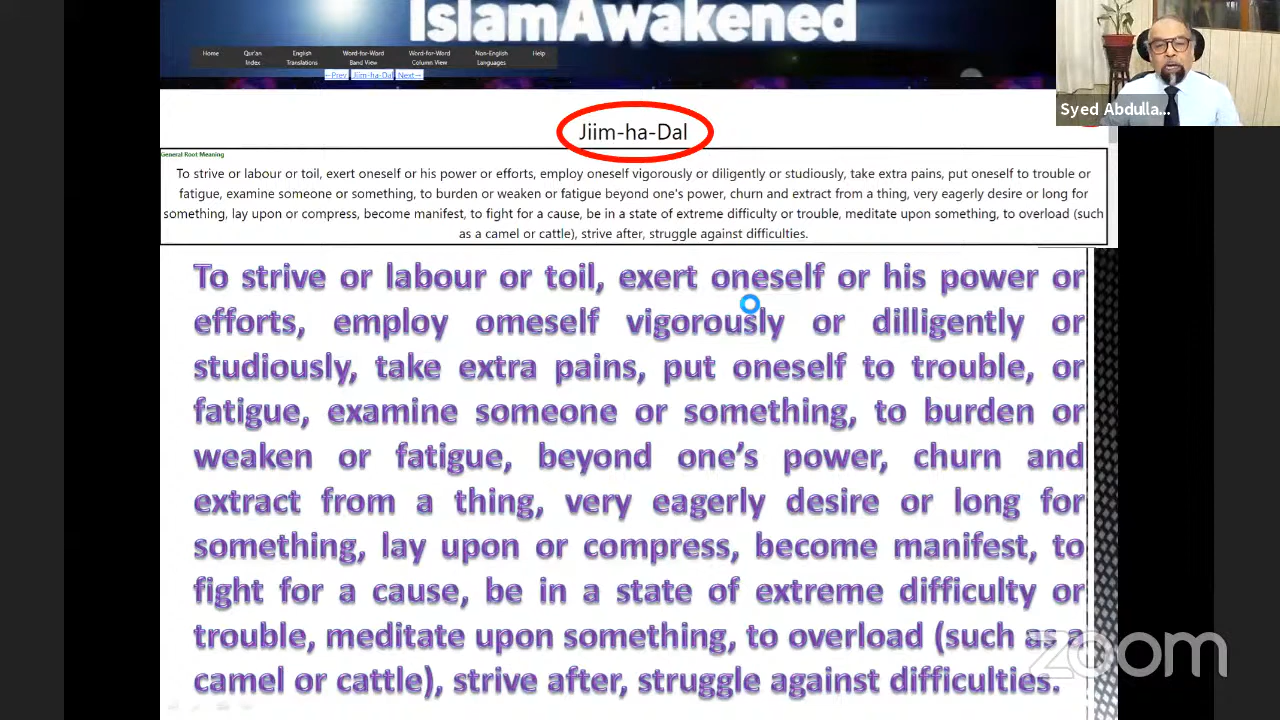 IslamAwakened
Home Qur'an Index English Translations Word-for-Word Band View Word-for-Word Column View Non-English Languages Help
←Prev Jiim-ha-Dal Next→
Syed Abdulla...
Jiim-ha-Dal
General Root Meaning
To strive or labour or toil, exert oneself or his power or efforts, employ oneself vigorously or diligently or studiously, take extra pains, put oneself to trouble or
fatigue, examine someone or something, to burden or weaken or fatigue beyond one's power, churn and extract from a thing, very eagerly desire or long for
something, lay upon or compress, become manifest, to fight for a cause, be in a state of extreme difficulty or trouble, meditate upon something, to overload (such
as a camel or cattle), strive after, struggle against difficulties.
To strive or labour or toil, exert oneself or his power or
efforts, employ omeself vigorously or dilligently or
studiously, take extra pains, put oneself to trouble, or
fatigue, examine someone or something, to burden or
weaken or fatigue, beyond one's power, churn and
extract from a thing, very eagerly desire or long for
something, lay upon or compress, become manifest, to
fight for a cause, be in a state of extreme difficulty or
trouble, meditate upon something, to overload (such as a
camel or cattle), strive after, struggle against difficulties.
zoom